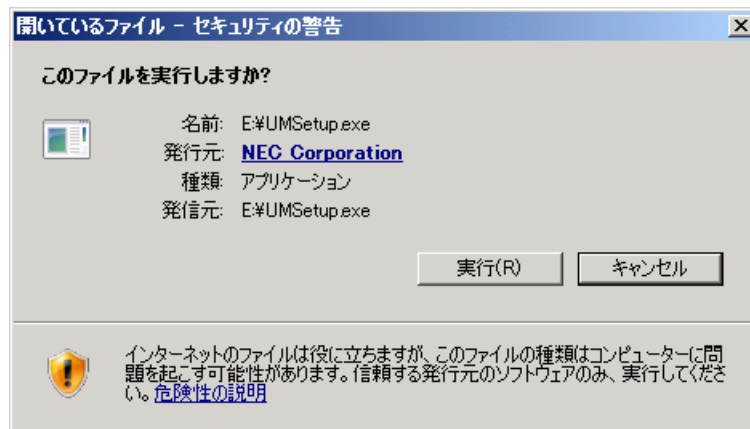 開いているファイル - セキュリティの警告
このファイルを実行しますか?
名前: E:¥UMSetup.exe
発行元: NEC Corporation
種類: アプリケーション
発信元: E:¥UMSetup.exe
実行(R) キャンセル
インターネットのファイルは役に立ちますが、このファイルの種類はコンピューターに問
題を起こす可能性があります。信頼する発行元のソフトウェアのみ、実行してくださ
い。危険性の説明